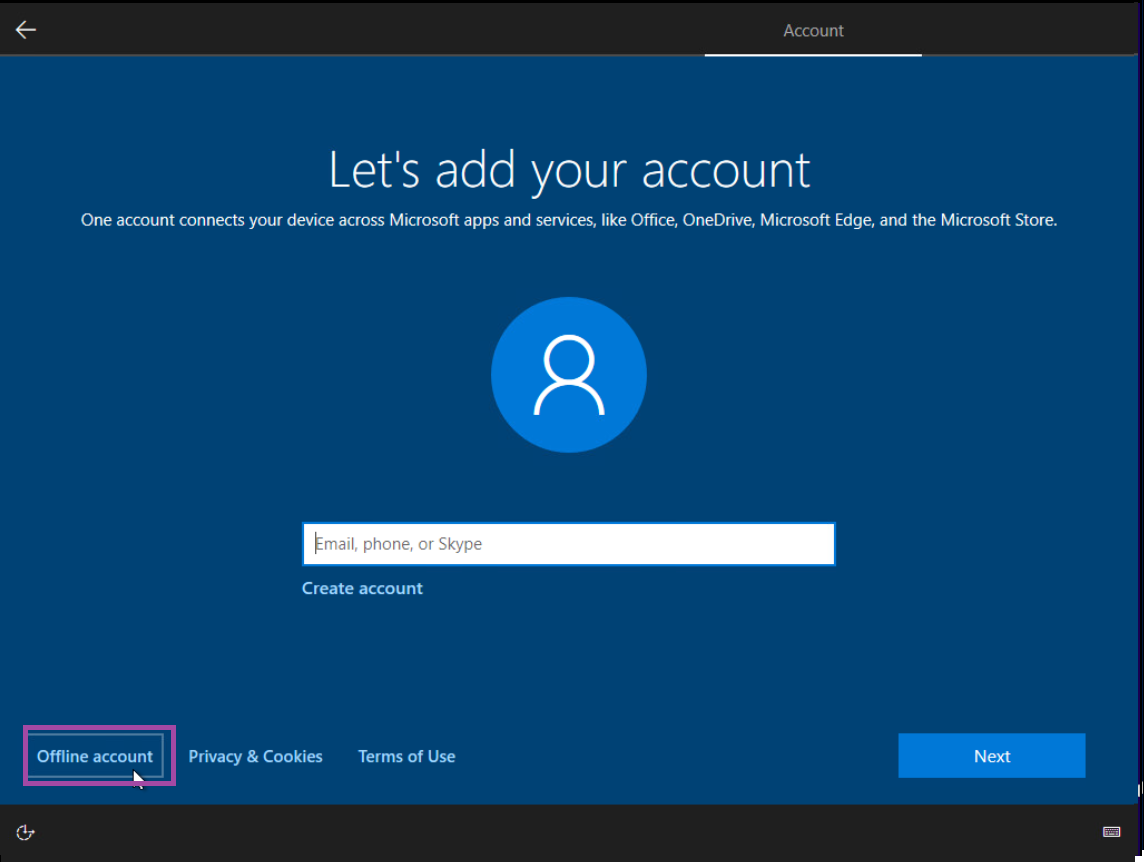 Account
Let's add your account
One account connects your device across Microsoft apps and services, like Office, OneDrive, Microsoft Edge, and the Microsoft Store.
Email, phone, or Skype
Create account
Offline account
Privacy & Cookies
Terms of Use
Next